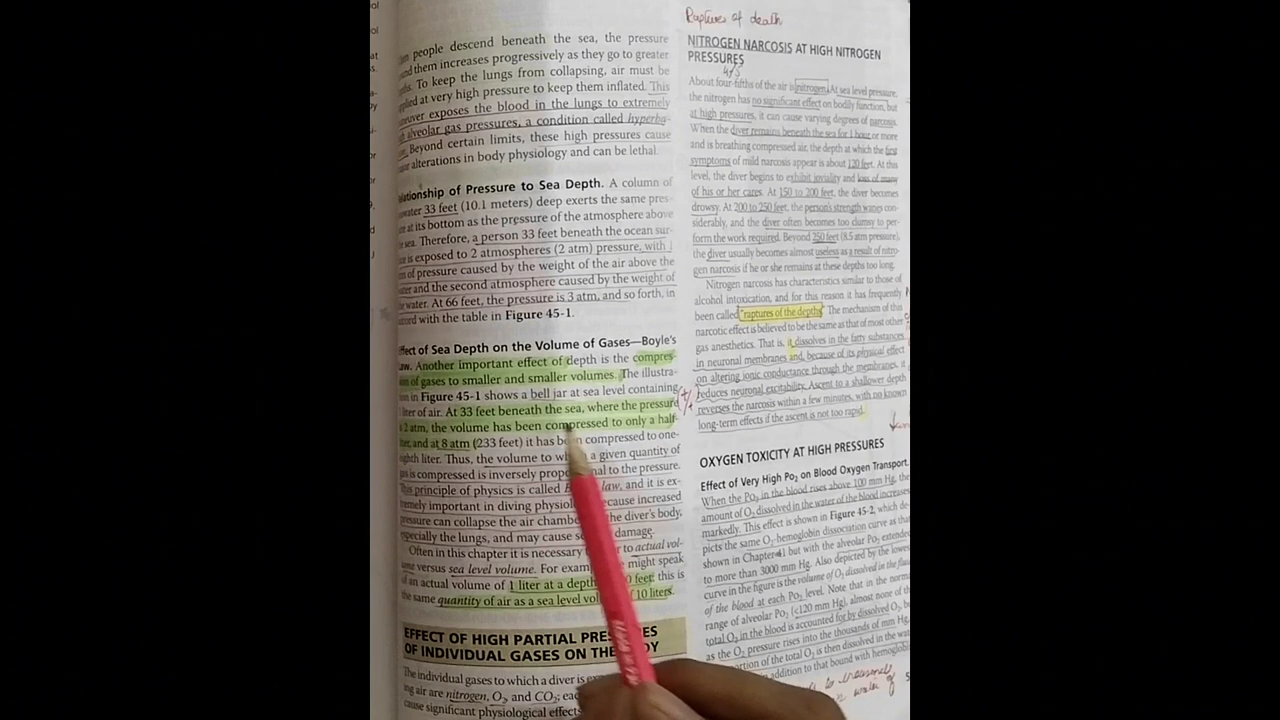 people descend beneath the sea, the pressure
them increases progressively as they go to greater
To keep the lungs from collapsing, air must be
at very high pressure to keep them inflated. This
exposes the blood in the lungs to extremely
alveolar gas pressures, a condition called hyperba-
Beyond certain limits, these high pressures cause
alterations in body physiology and can be lethal.
Relationship of Pressure to Sea Depth. A column of
33 feet (10.1 meters) deep exerts the same pres-
at its bottom as the pressure of the atmosphere above
sea. Therefore, a person 33 feet beneath the ocean sur-
is exposed to 2 atmospheres (2 atm) pressure, with 1
of pressure caused by the weight of the air above the
and the second atmosphere caused by the weight of
water. At 66 feet, the pressure is 3 atm, and so forth, in
with the table in Figure 45-1.
Effect of Sea Depth on the Volume of Gases—Boyle's
Another important effect of depth is the compres-
of gases to smaller and smaller volumes. The illustra-
in Figure 45-1 shows a bell jar at sea level containing
liter of air. At 33 feet beneath the sea, where the pressure
is 2 atm, the volume has been compressed to only a half-
and at 8 atm (233 feet) it has been compressed to one-
eighth liter. Thus, the volume to a given quantity of
is compressed is inversely to the pressure.
This principle of physics is called law, and it is ex-
tremely important in diving increased
pressure can collapse the air the diver's body,
especially the lungs, and may cause damage.
Often in this chapter it is necessary to actual vol-
versus sea level volume. For might speak
of an actual volume of 1 liter at a feet; this is
the same quantity of air as a sea level 10 liters.
EFFECT OF HIGH PARTIAL
OF INDIVIDUAL GASES ON THE
The individual gases to which a diver is
air are nitrogen, O2, and CO2;
cause significant physiological effects
Raptures of death
NITROGEN NARCOSIS AT HIGH NITROGEN
PRESSURES
4/5
About four-fifths of the air is nitrogen. At sea level pressure,
the nitrogen has no significant effect on bodily function, but
at high pressures, it can cause varying degrees of narcosis.
When the diver remains beneath the sea for 1 hour or more
and is breathing compressed air, the depth at which the first
symptoms of mild narcosis appear is about 120 feet. At this
level, the diver begins to exhibit joviality and loss of many
of his or her cares. At 150 to 200 feet, the diver becomes
drowsy. At 200 to 250 feet, the person's strength wanes con-
siderably, and the diver often becomes too clumsy to per-
form the work required. Beyond 250 feet (8.5 atm pressure),
the diver usually becomes almost useless as a result of nitro-
gen narcosis if he or she remains at these depths too long.
Nitrogen narcosis has characteristics similar to those of
alcohol intoxication, and for this reason it has frequently
been called "raptures of the depths." The mechanism of this
narcotic effect is believed to be the same as that of most other
gas anesthetics. That is, it dissolves in the fatty substances
in neuronal membranes and, because of its physical effect
on altering ionic conductance through the membranes, it
reduces neuronal excitability. Ascent to a shallower depth
reverses the narcosis within a few minutes, with no known
long-term effects if the ascent is not too rapid.
OXYGEN TOXICITY AT HIGH PRESSURES
Effect of Very High Po2 on Blood Oxygen Transport.
When the Po2 in the blood rises above 100 mm Hg, the
amount of O2 dissolved in the water of the blood increases
markedly. This effect is shown in Figure 45-2, which de-
picts the same O2-hemoglobin dissociation curve as that
shown in Chapter 41 but with the alveolar Po2 extended
to more than 3000 mm Hg. Also depicted by the lowest
curve in the figure is the volume of O2 dissolved in the
of the blood at each Po2 level. Note that in the normal
range of alveolar Po2 (<120 mm Hg), almost none of the
total O2 in the blood is accounted for by dissolved O2, but
as the O2 pressure rises into the thousands of mm Hg,
portion of the total O2 is then dissolved in the
in addition to that bound with hemoglobin